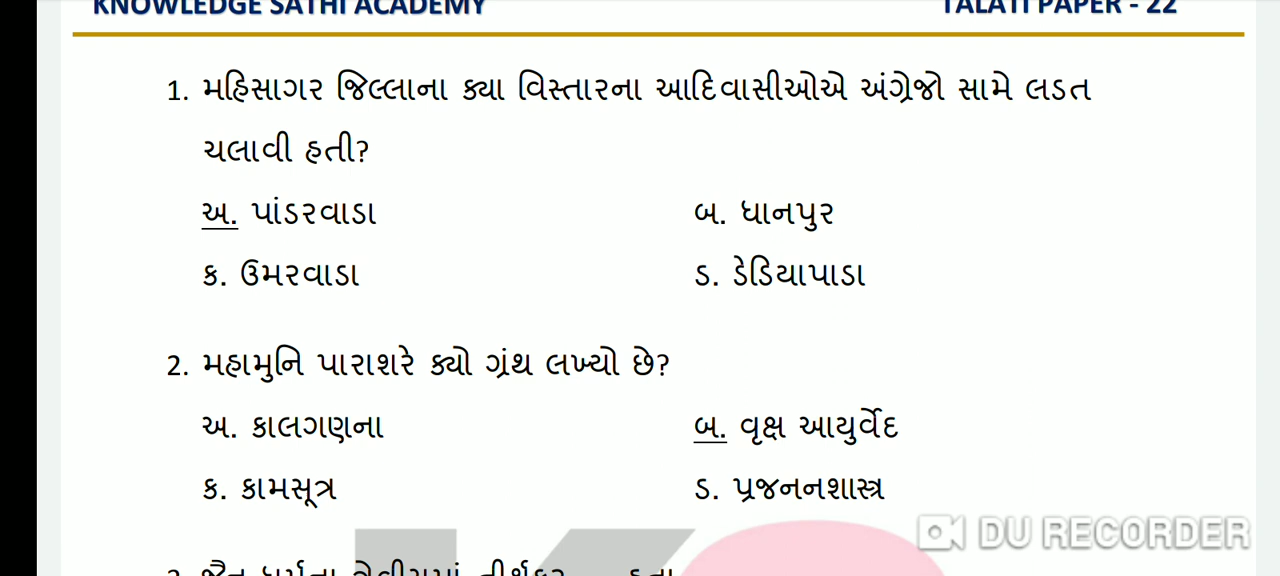 KNOWLEDGE SATHI ACADEMY TALATI PAPER - 22
1. મહિસાગર જિલ્લાના ક્યા વિસ્તારના આદિવાસીઓએ અંગ્રેજો સામે લડત
ચલાવી હતી?
અ. પાંડરવાડા બ. ધાનપુર
ક. ઉમરવાડા ડ. ડેડિયાપાડા
2. મહામુનિ પારાશરે ક્યો ગ્રંથ લખ્યો છે?
અ. કાલગણના બ. વૃક્ષ આયુર્વેદ
ક. કામસૂત્ર ડ. પ્રજનનશાસ્ત્ર
DU RECORDER